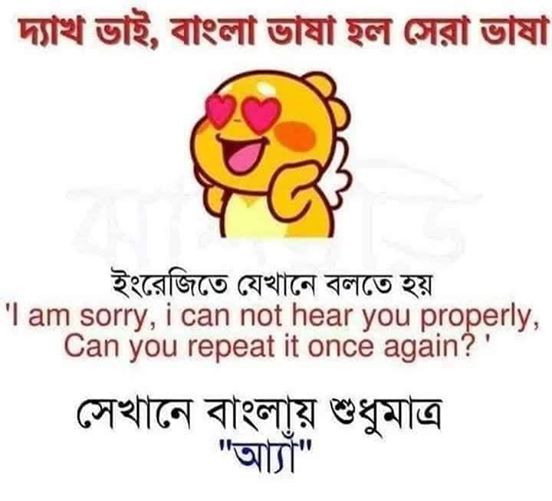 দ্যাখ ভাই, বাংলা ভাষা হল সেরা ভাষা
ইংরেজিতে যেখানে বলতে হয়
'I am sorry, i can not hear you properly,
Can you repeat it once again? '
সেখানে বাংলায় শুধুমাত্র
"অ্যাঁ"